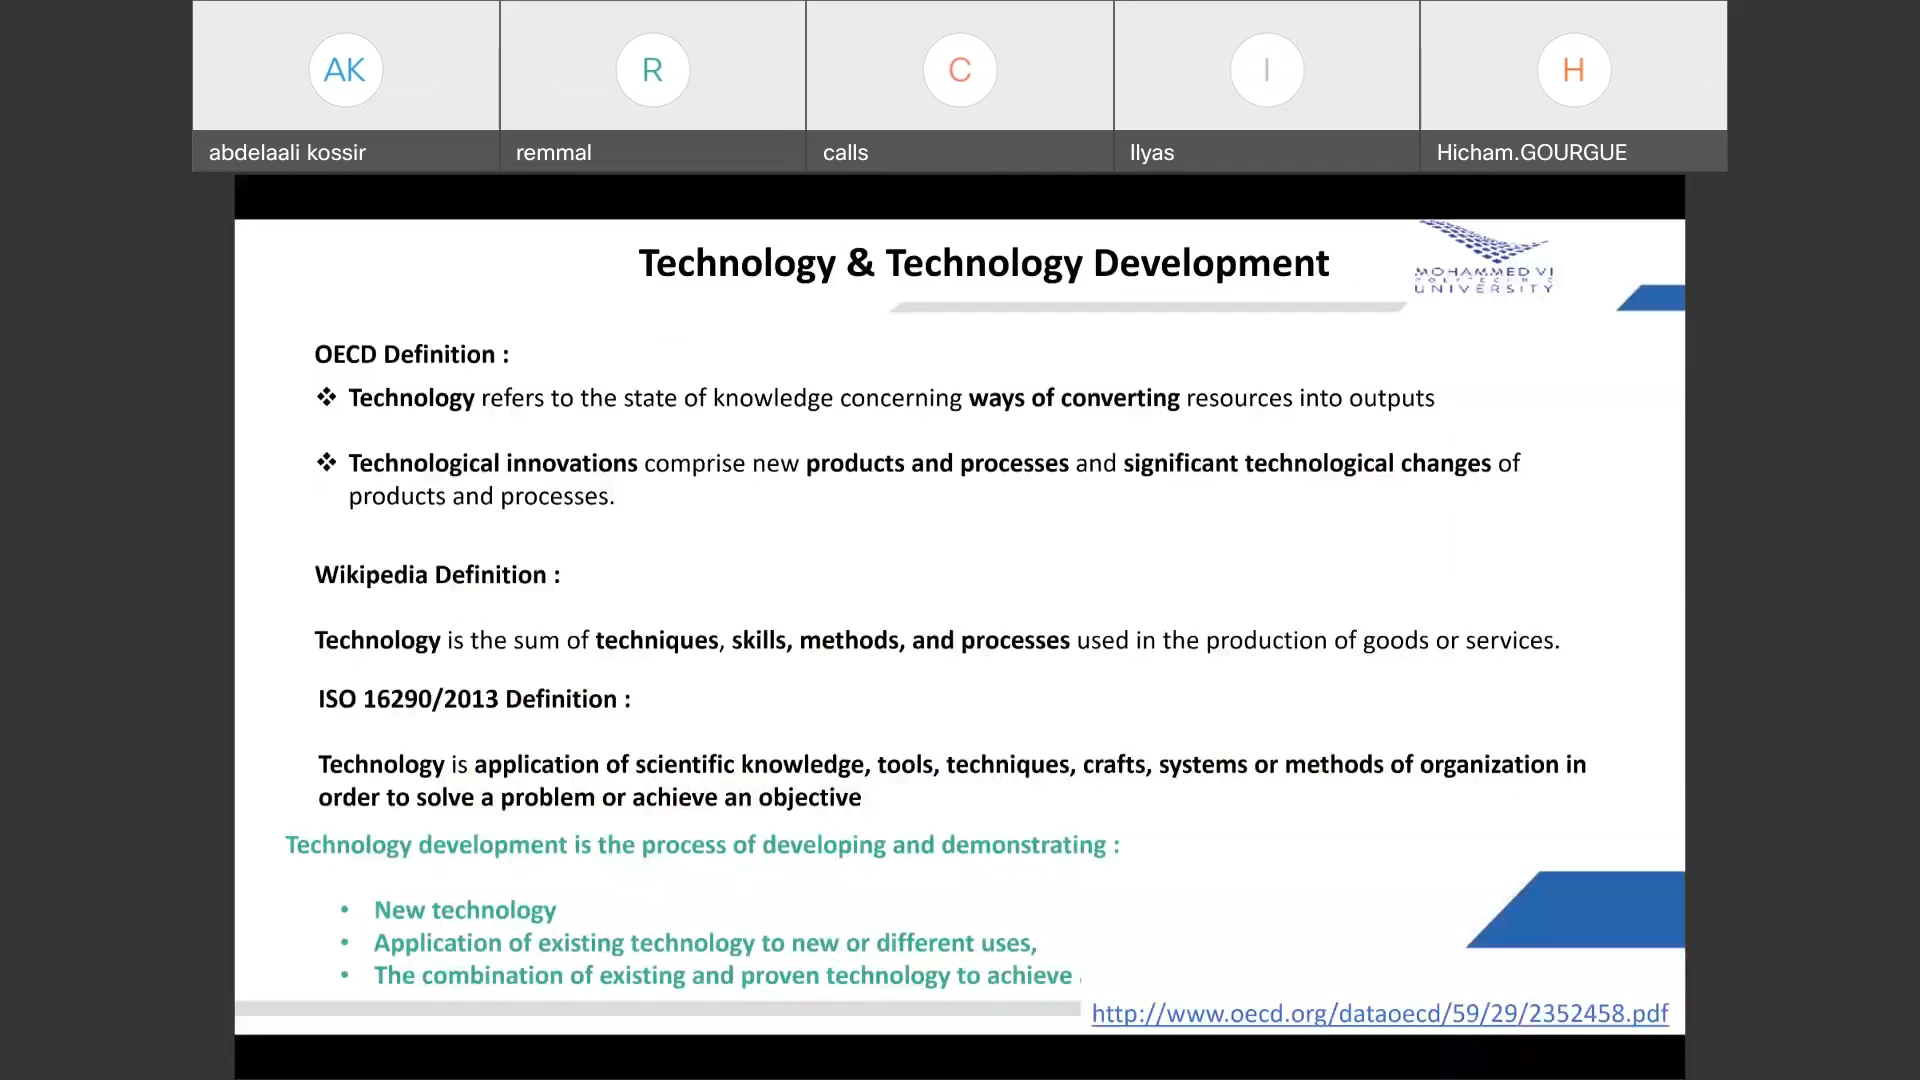 AK
R
C
I
H
abdelaali kossir
remmal
calls
Ilyas
Hicham.GOURGUE
Technology & Technology Development
MOHAMMED VI
POLYTECHNIC
UNIVERSITY
OECD Definition :
❖ Technology refers to the state of knowledge concerning ways of converting resources into outputs
❖ Technological innovations comprise new products and processes and significant technological changes of
products and processes.
Wikipedia Definition :
Technology is the sum of techniques, skills, methods, and processes used in the production of goods or services.
ISO 16290/2013 Definition :
Technology is application of scientific knowledge, tools, techniques, crafts, systems or methods of organization in
order to solve a problem or achieve an objective
Technology development is the process of developing and demonstrating :
• New technology
• Application of existing technology to new or different uses,
• The combination of existing and proven technology to achieve
http://www.oecd.org/dataoecd/59/29/2352458.pdf